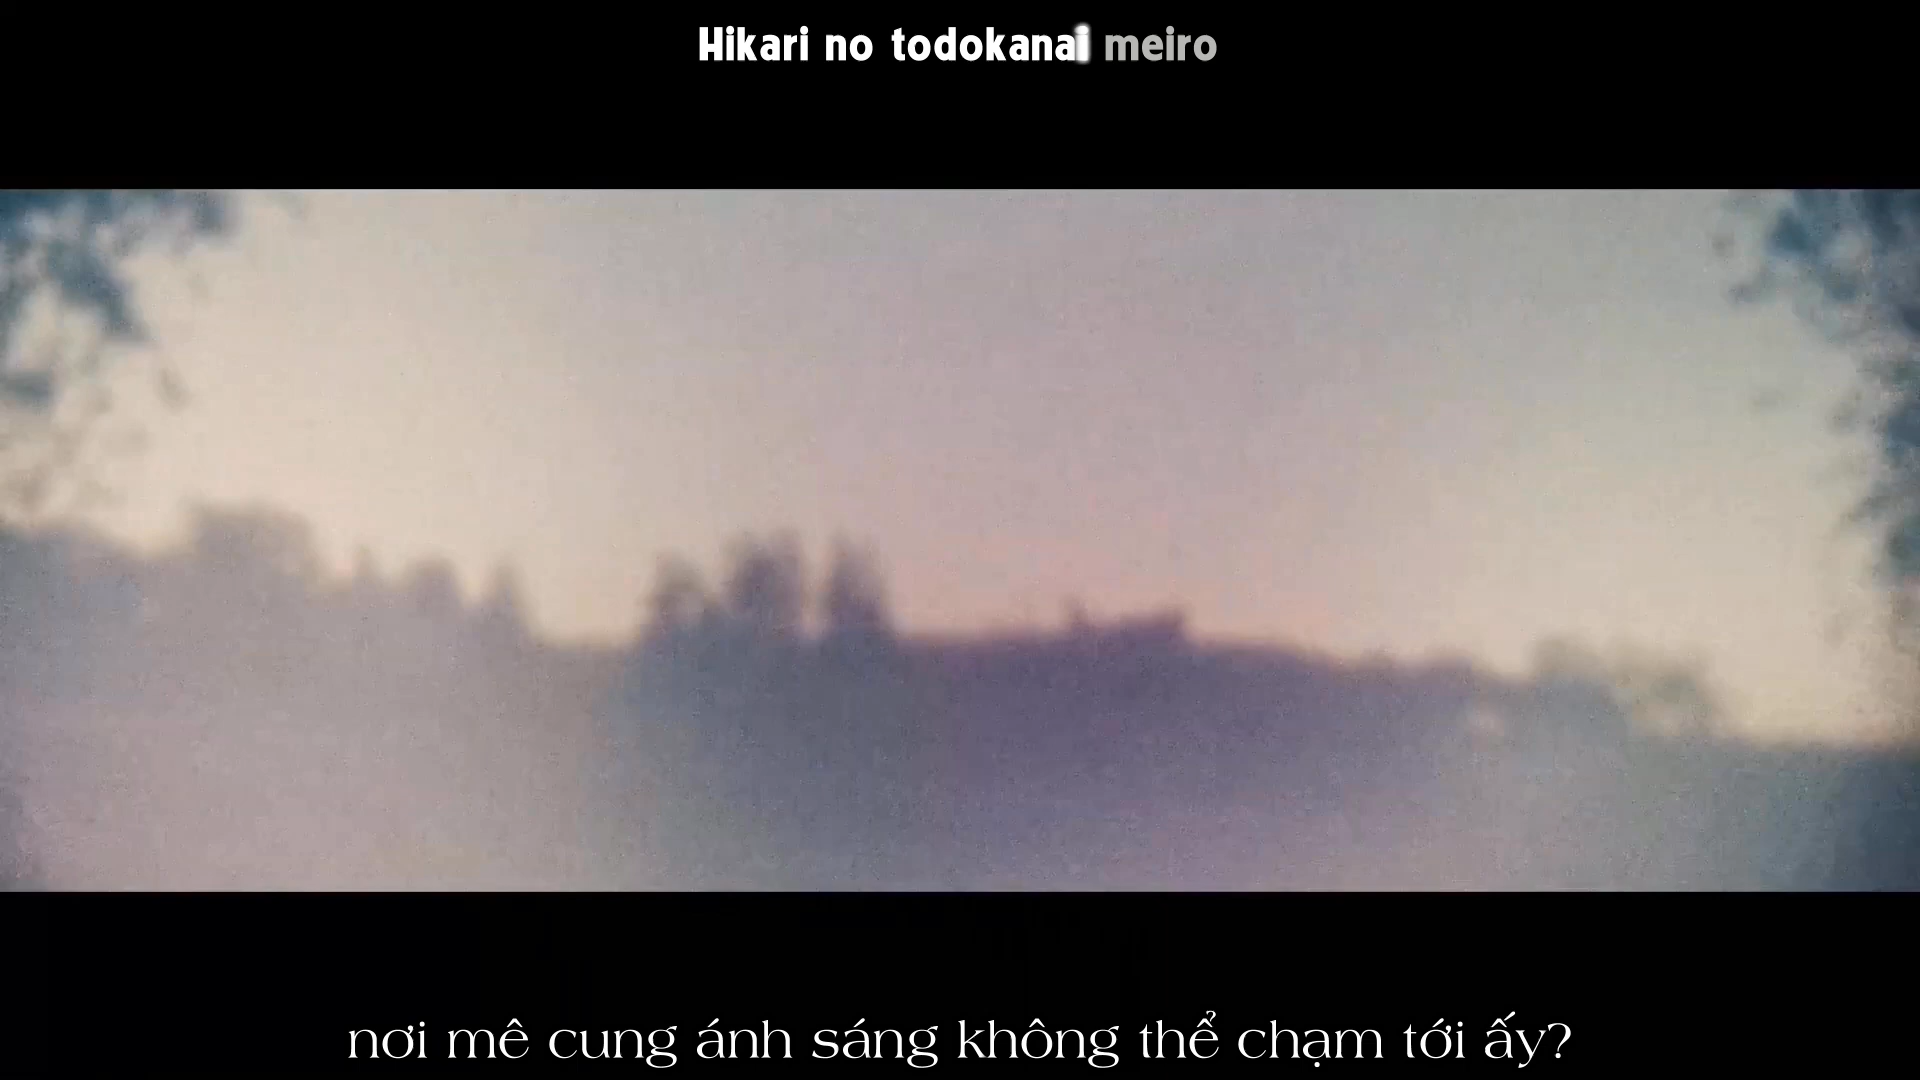 Hikari no todokanai meiro
nơi mê cung ánh sáng không thể chạm tới ấy?